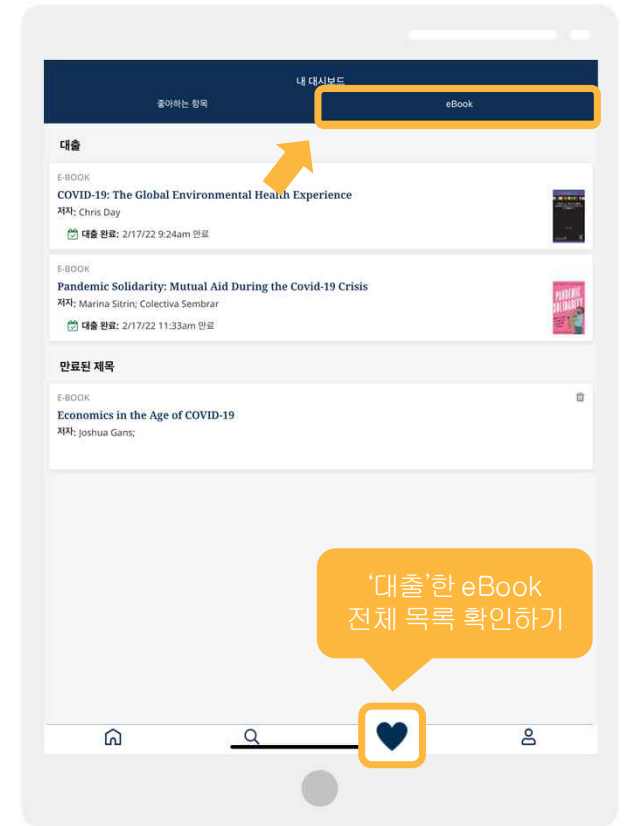 내 대시보드
좋아하는 항목
eBook
대출
E-BOOK
COVID-19: The Global Environmental Health Experience
저자: Chris Day
대출 완료: 2/17/22 9:24am 만료
E-BOOK
Pandemic Solidarity: Mutual Aid During the Covid-19 Crisis
저자: Marina Sitrin; Colectiva Sembrar
PANDEMIC
SOLIDARITY
대출 완료: 2/17/22 11:33am 만료
만료된 제목
E-BOOK
Economics in the Age of COVID-19
저자: Joshua Gans;
‘대출’한 eBook
전체 목록 확인하기